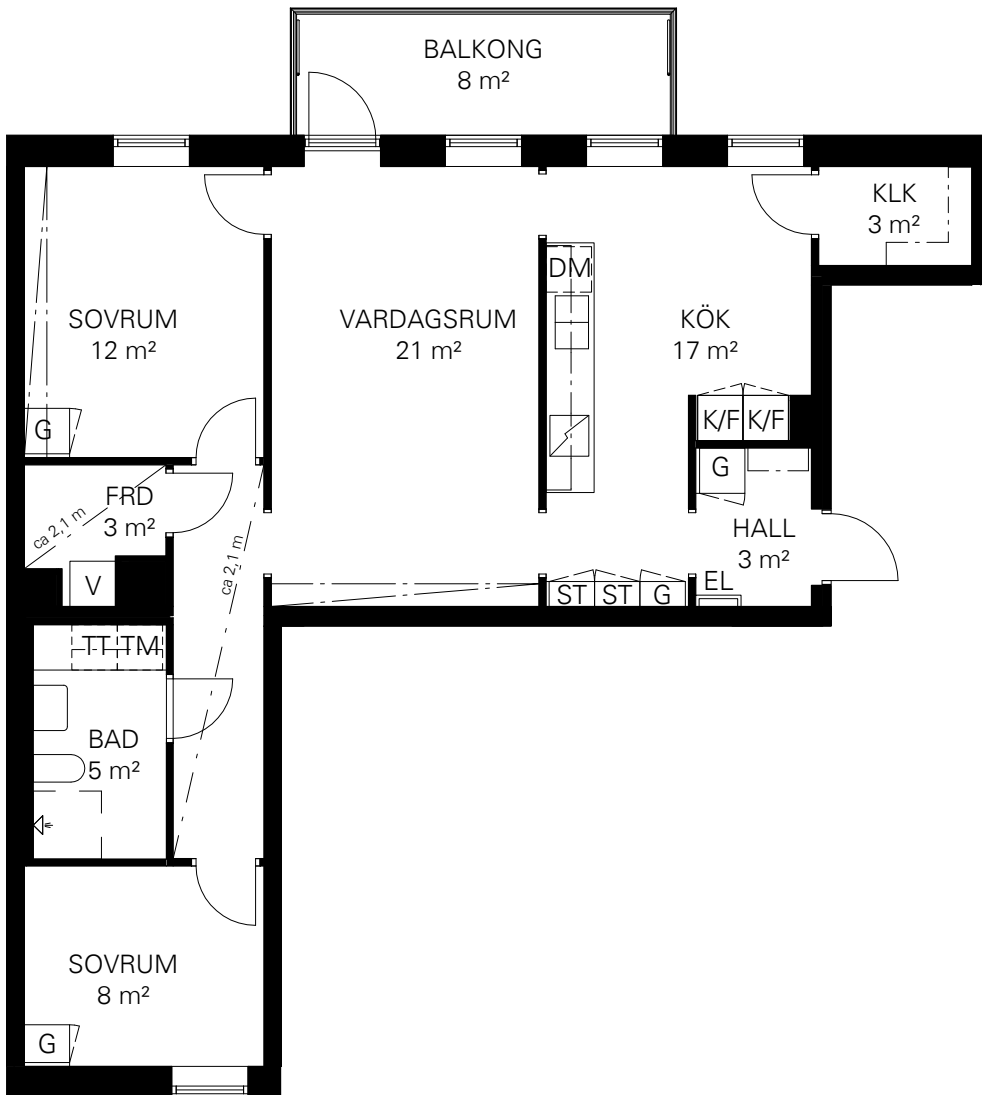 BALKONG
8 m²
KLK
3 m²
DM
SOVRUM
12 m²
VARDAGSRUM
21 m²
KÖK
17 m²
G
K/F K/F
G
FRD
3 m²
ca 2,1 m
ca 2,1 m
HALL
3 m²
V
ST ST G
EL
TT TM
BAD
5 m²
SOVRUM
8 m²
G